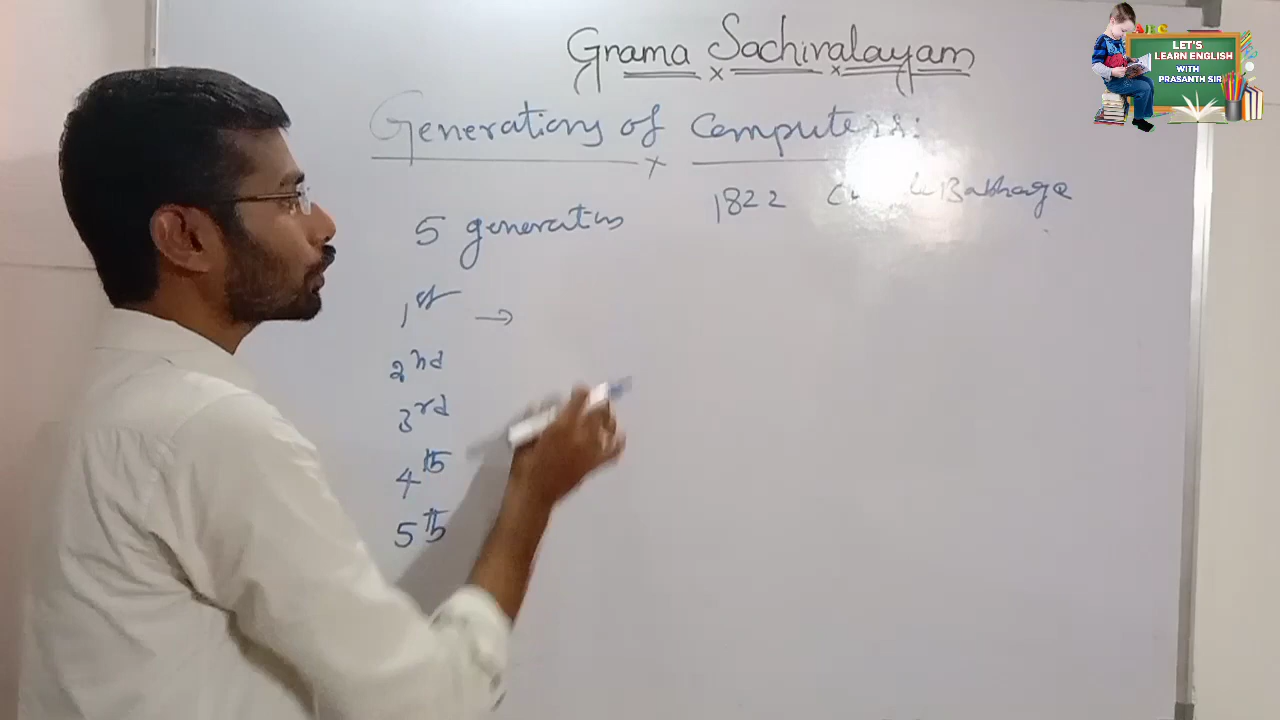 Grama Sachivalayam
Generations of Computers:
1822 Babbage
5 generations
1st →
2nd
3rd
4th
5th
ABC
LET'S
LEARN ENGLISH
WITH
PRASANTH SIR